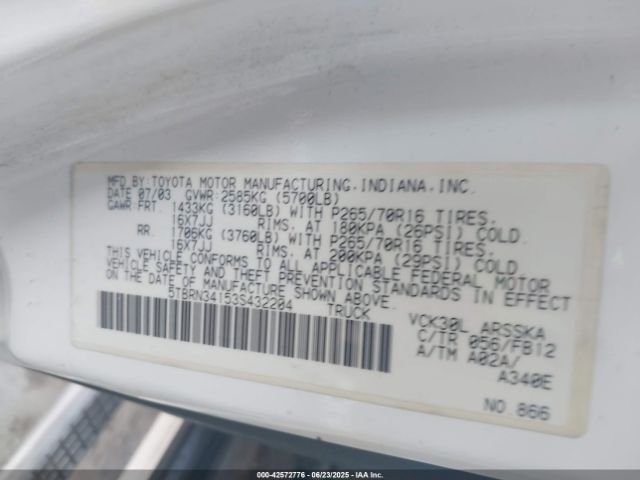 MFD. BY: TOYOTA MOTOR MANUFACTURING, INDIANA, INC.
DATE 07/03 GVWR: 2585KG (5700LB)
GAWR FRT. 1433KG (3160LB) WITH P265/70R16 TIRES.
16X7JJ RIMS. AT 180KPA (26PSI) COLD.
RR. 1706KG (3760LB) WITH P265/70R16 TIRES.
16X7JJ RIMS. AT 200KPA (29PSI) COLD
THIS VEHICLE CONFORMS TO ALL APPLICABLE FEDERAL MOTOR
VEHICLE SAFETY AND THEFT PREVENTION STANDARDS IN EFFECT
ON THE DATE OF MANUFACTURE SHOWN ABOVE.
5TBRN34153S432204 TRUCK
VCK30L ARSSKA
C/TR 056/FB12
A/TM A02A/
A340E
NO. 866
000-42572776 - 06/23/2025 - IAA Inc.